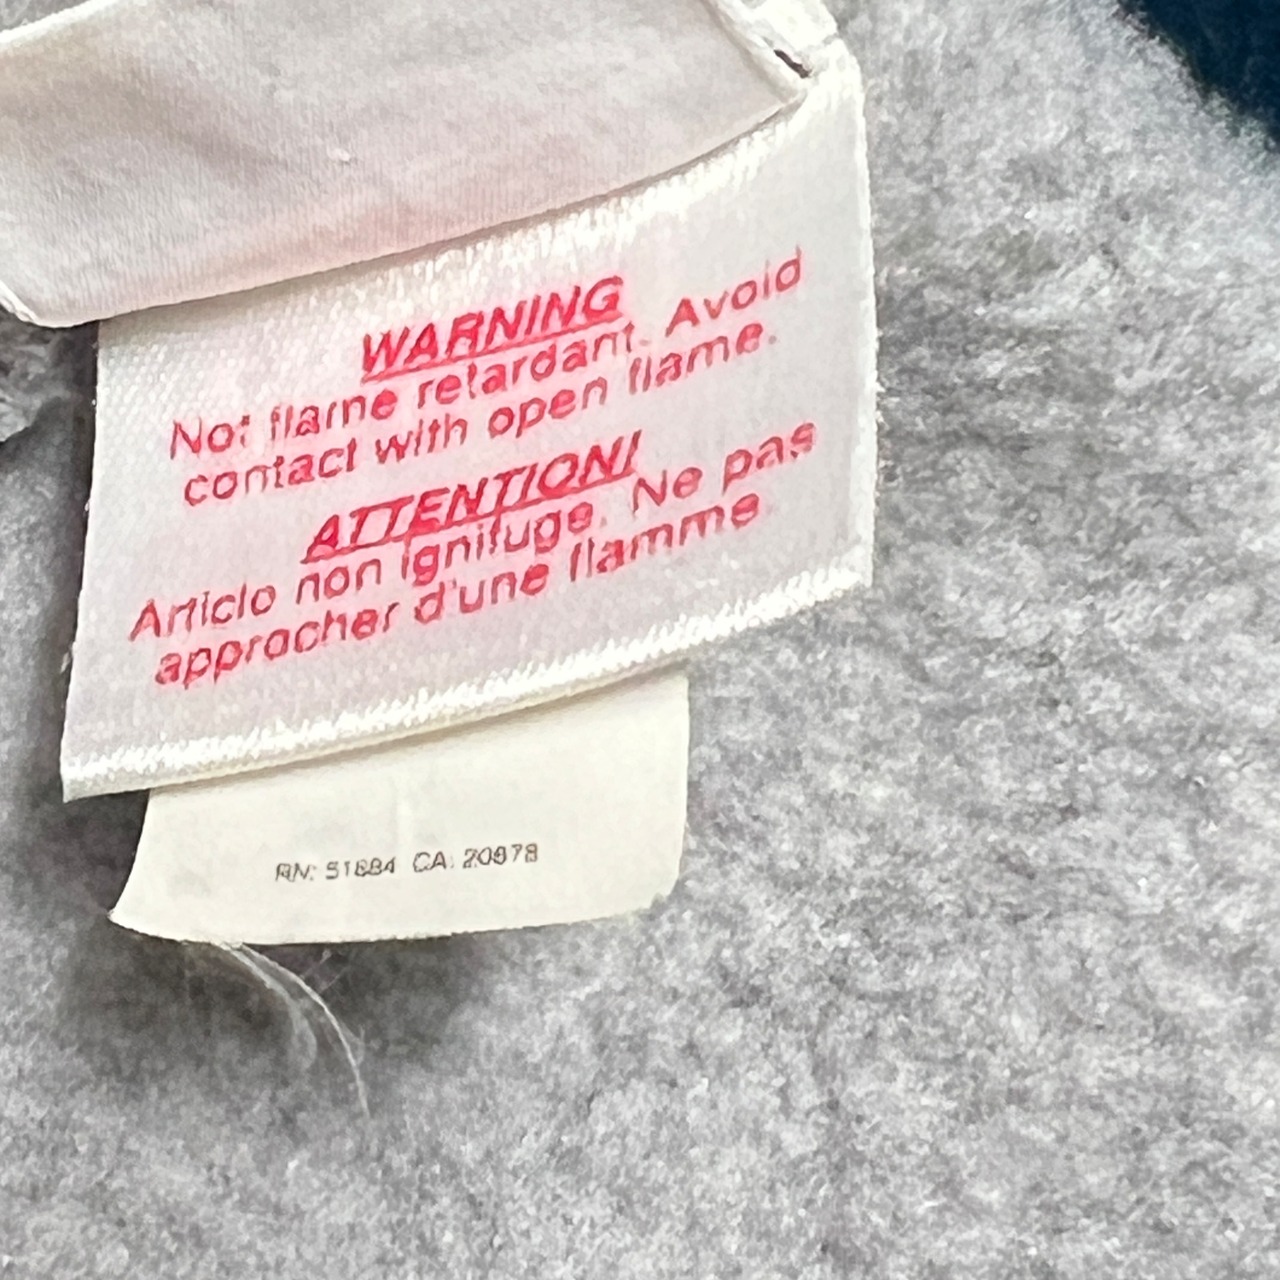 WARNING
Not flame retardant. Avoid
contact with open flame.
ATTENTION!
Article non ignifuge. Ne pas
approcher d'une flamme.
RN: 51884 CA: 20978